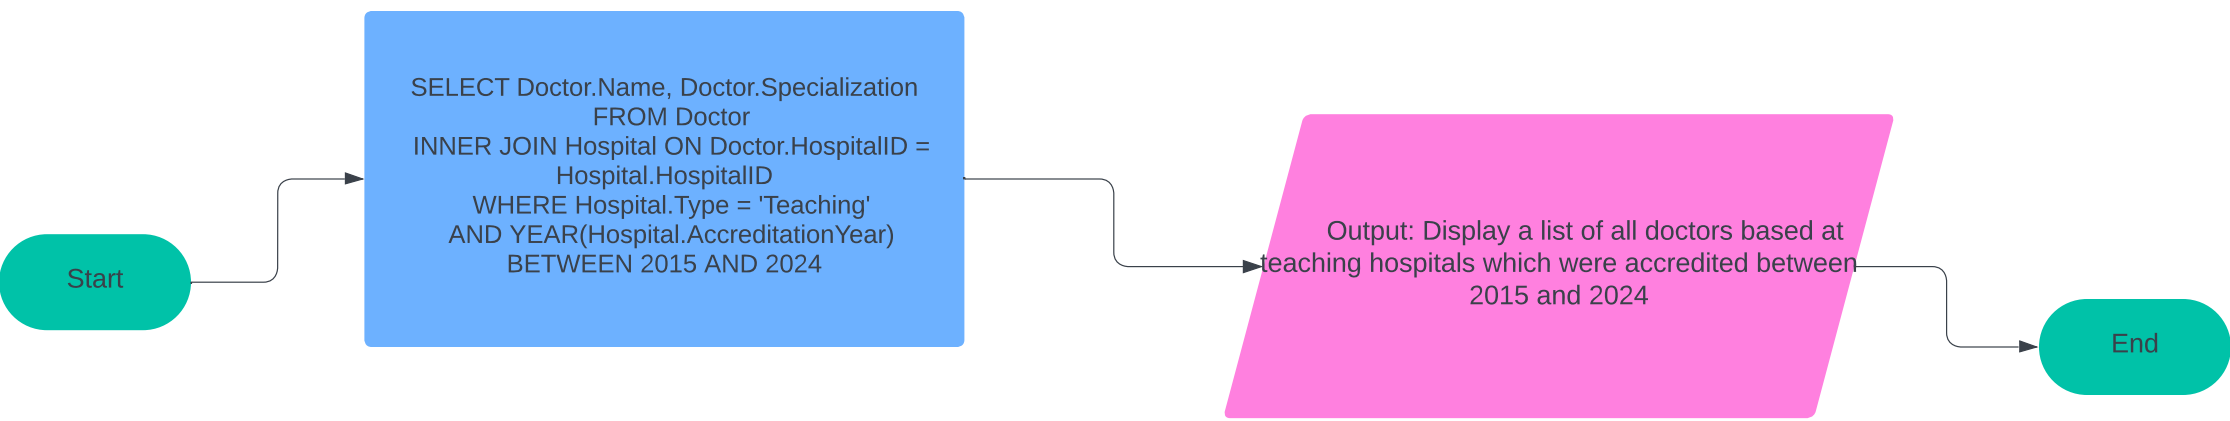 Start
SELECT Doctor.Name, Doctor.Specialization
FROM Doctor
INNER JOIN Hospital ON Doctor.HospitalID =
Hospital.HospitalID
WHERE Hospital.Type = 'Teaching'
AND YEAR(Hospital.AccreditationYear)
BETWEEN 2015 AND 2024
Output: Display a list of all doctors based at
teaching hospitals which were accredited between
2015 and 2024
End